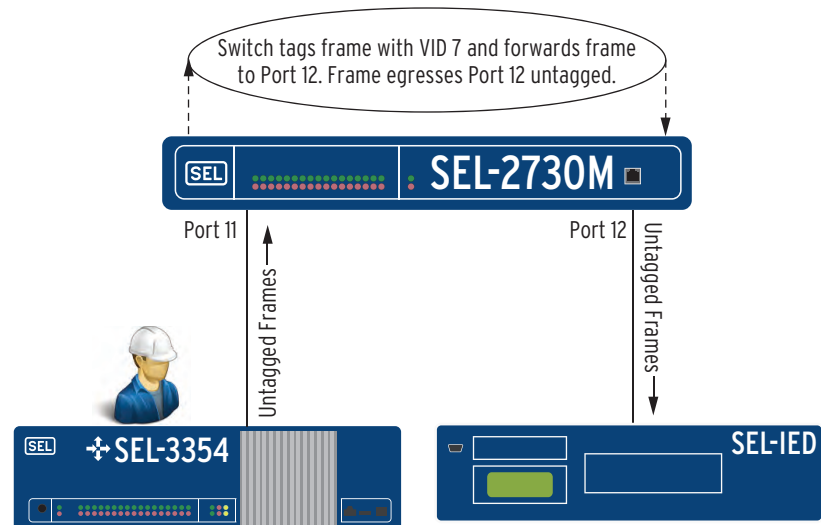 Switch tags frame with VID 7 and forwards frame
to Port 12. Frame egresses Port 12 untagged.
SEL
SEL-2730M
Port 11
Port 12
Untagged Frames
Untagged Frames
SEL
SEL-3354
SEL-IED